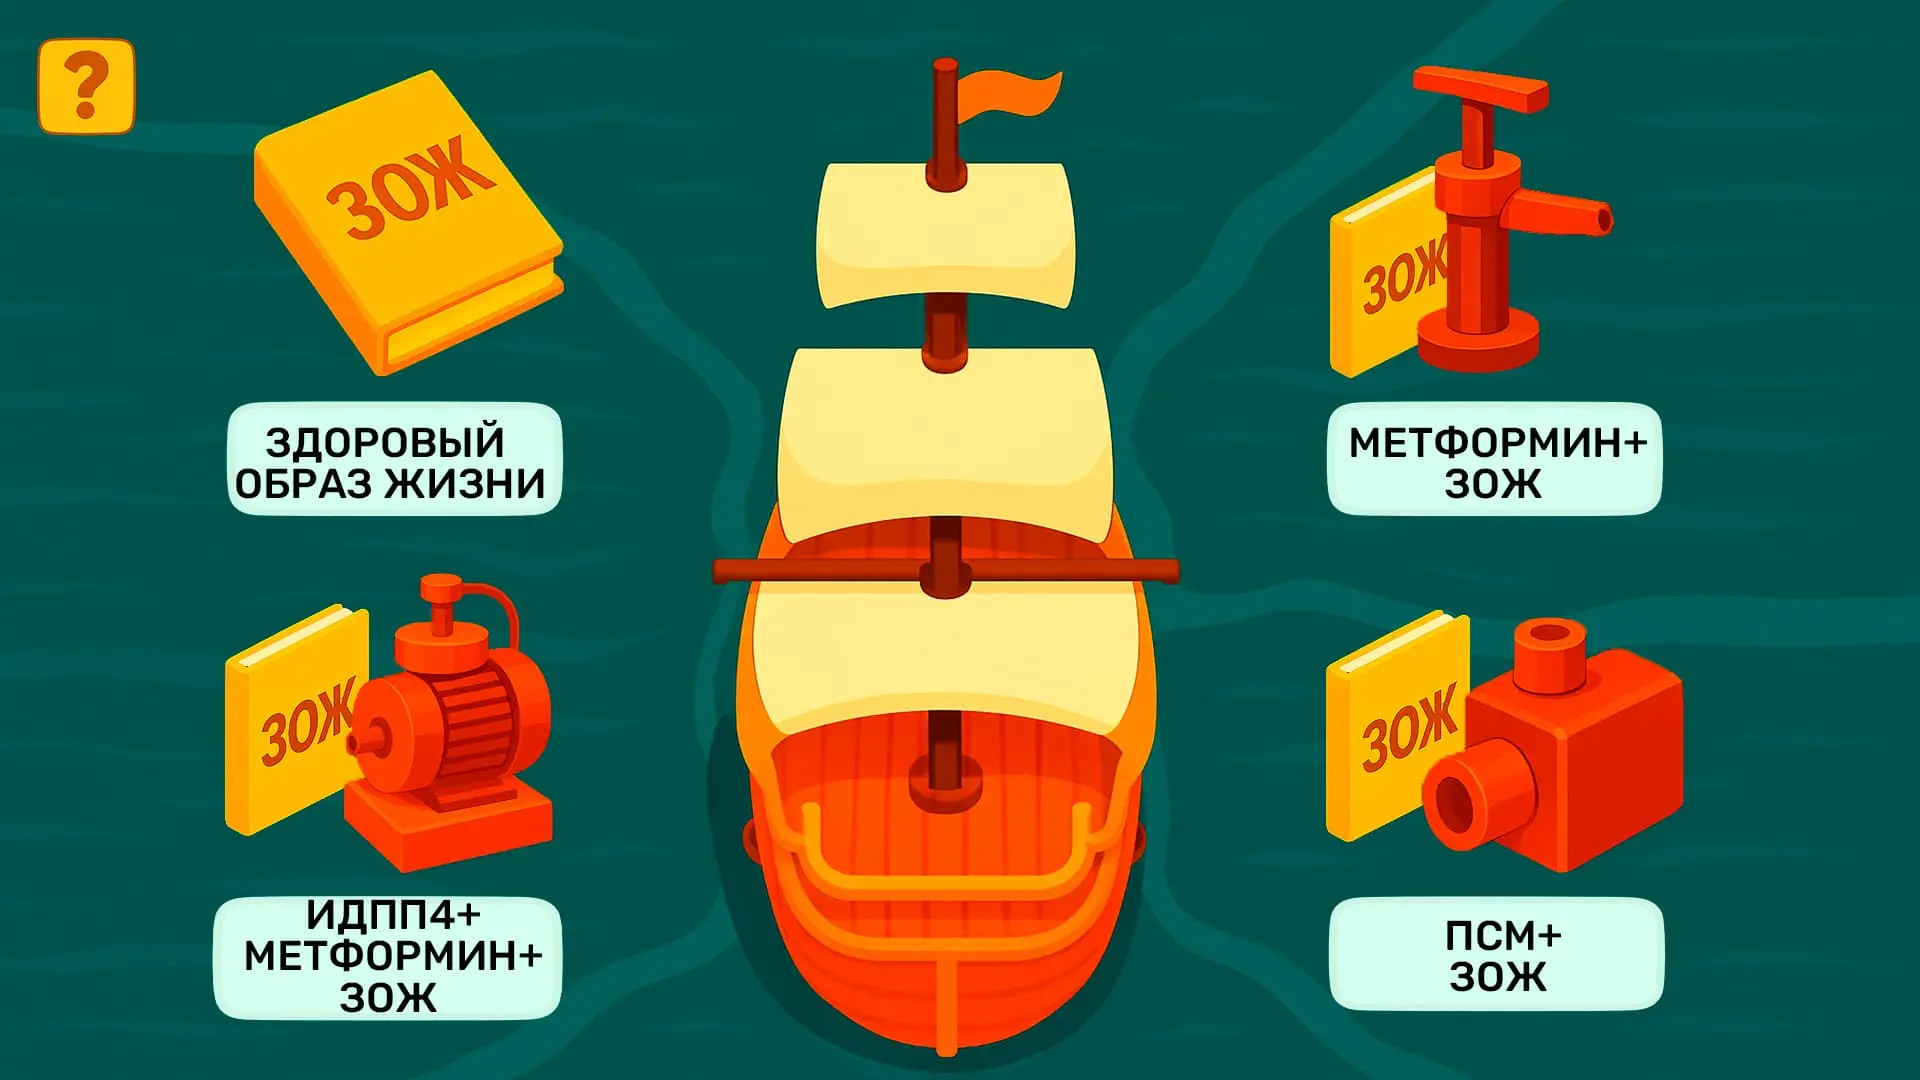 ?
ЗОЖ
ЗДОРОВЫЙ
ОБРАЗ ЖИЗНИ
ЗОЖ
МЕТФОРМИН+
ЗОЖ
ЗОЖ
ИДПП4+
МЕТФОРМИН+
ЗОЖ
ЗОЖ
ПСМ+
ЗОЖ